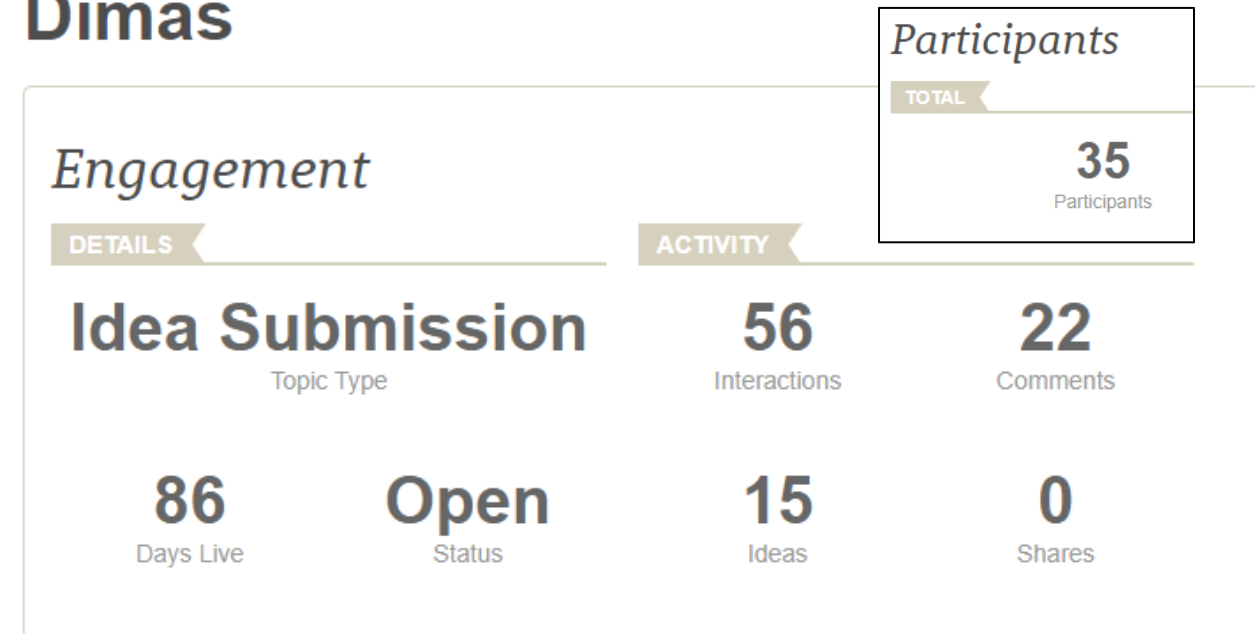 Dimas
Participants
TOTAL
35
Participants
Engagement
DETAILS
ACTIVITY
Idea Submission
Topic Type
56
Interactions
22
Comments
86
Days Live
Open
Status
15
Ideas
0
Shares